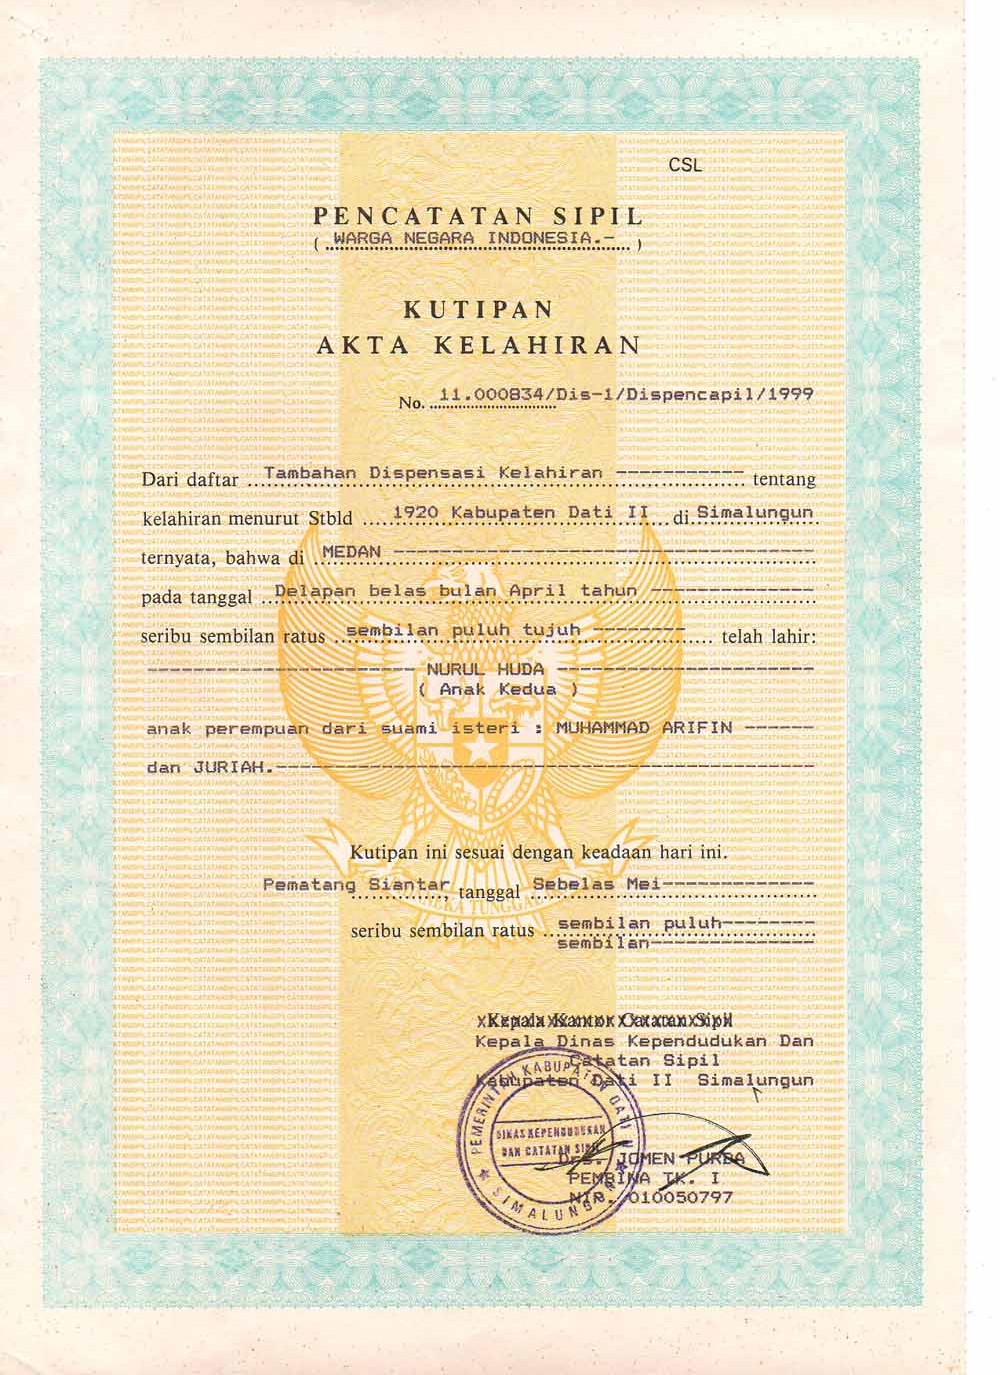 CSL
PENCATATAN SIPIL
( WARGA NEGARA INDONESIA.- )
KUTIPAN
AKTA KELAHIRAN
No. 11.000834/Dis-1/Dispencapil/1999
Dari daftar Tambahan Dispensasi Kelahiran ----------- tentang
kelahiran menurut Stbld 1920 Kabupaten Dati II di Simalungun
ternyata, bahwa di MEDAN -----------------------------------
pada tanggal Delapan belas bulan April tahun --------------
seribu sembilan ratus sembilan puluh tujuh -------- telah lahir:
----------------------- NURUL HUDA ----------------------
( Anak Kedua )
anak perempuan dari suami isteri : MUHAMMAD ARIFIN ------
dan JURIAH.----------------------------------------------
Kutipan ini sesuai dengan keadaan hari ini.
Pematang Siantar, tanggal Sebelas Mei-------------
seribu sembilan ratus sembilan puluh--------
sembilan--------------
Kepala Kantor Catatan Sipil
Kepala Dinas Kependudukan Dan
Catatan Sipil
Kabupaten Dati II Simalungun
PEMERINTAH KABUPATEN DATI II
DINAS KEPENDUDUKAN
DAN CATATAN SIPIL
SIMALUNGUN
Drs. JOMEN PURBA
PEMBINA TK. I
NIP. 010050797